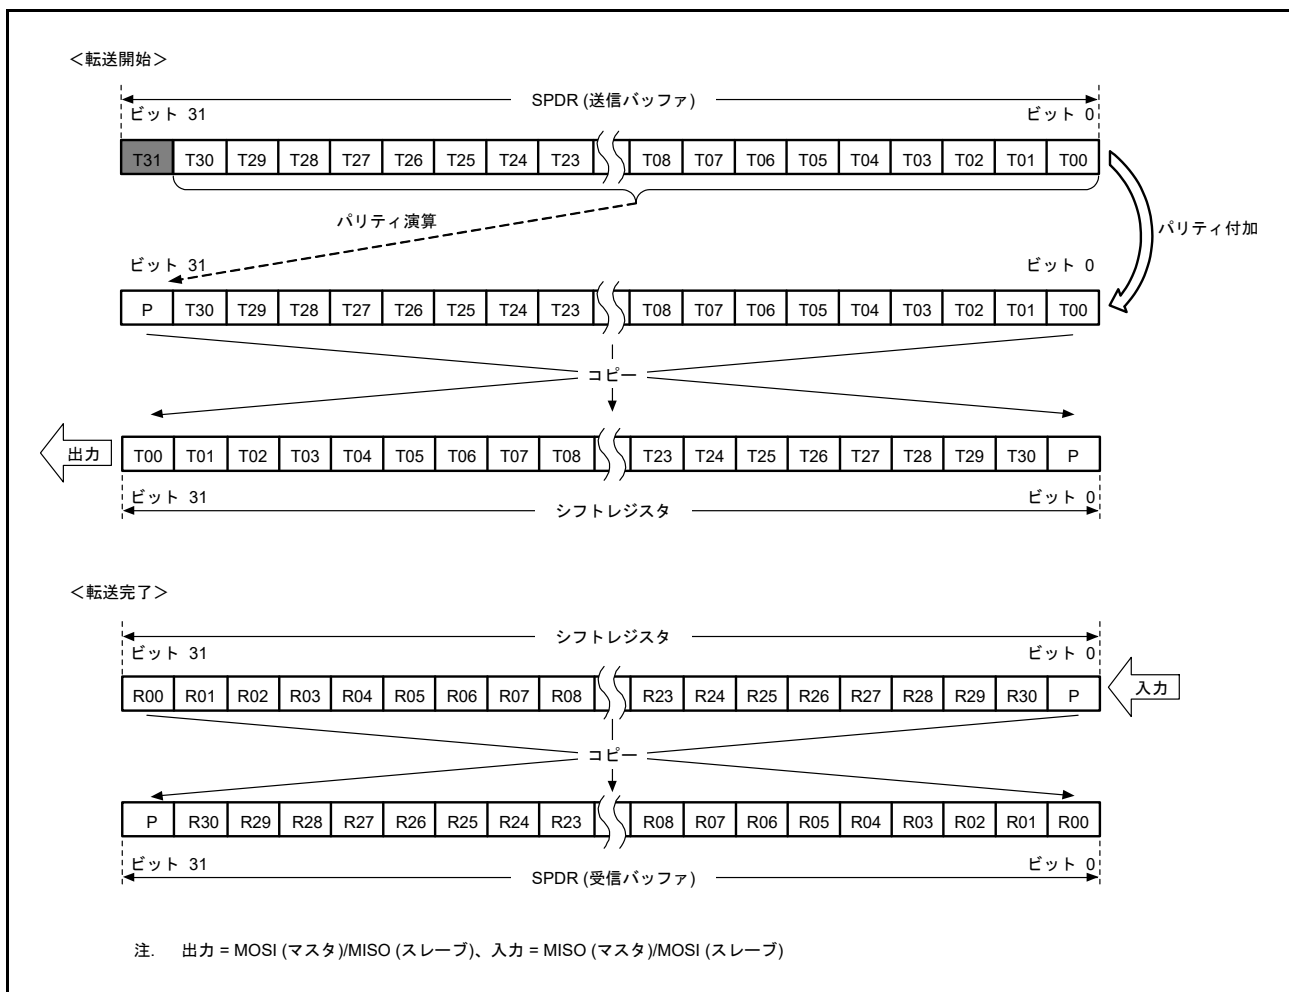 ＜転送開始＞
SPDR (送信バッファ)
ビット 31 ビット 0
T31 T30 T29 T28 T27 T26 T25 T24 T23 T08 T07 T06 T05 T04 T03 T02 T01 T00
パリティ演算
パリティ付加
ビット 31 ビット 0
P T30 T29 T28 T27 T26 T25 T24 T23 T08 T07 T06 T05 T04 T03 T02 T01 T00
コピー
出力
T00 T01 T02 T03 T04 T05 T06 T07 T08 T23 T24 T25 T26 T27 T28 T29 T30 P
ビット 31 ビット 0
シフトレジスタ
＜転送完了＞
シフトレジスタ
ビット 31 ビット 0
R00 R01 R02 R03 R04 R05 R06 R07 R08 R23 R24 R25 R26 R27 R28 R29 R30 P
入力
コピー
P R30 R29 R28 R27 R26 R25 R24 R23 R08 R07 R06 R05 R04 R03 R02 R01 R00
ビット 31 ビット 0
SPDR (受信バッファ)
注. 出力 = MOSI (マスタ)/MISO (スレーブ)、入力 = MISO (マスタ)/MOSI (スレーブ)